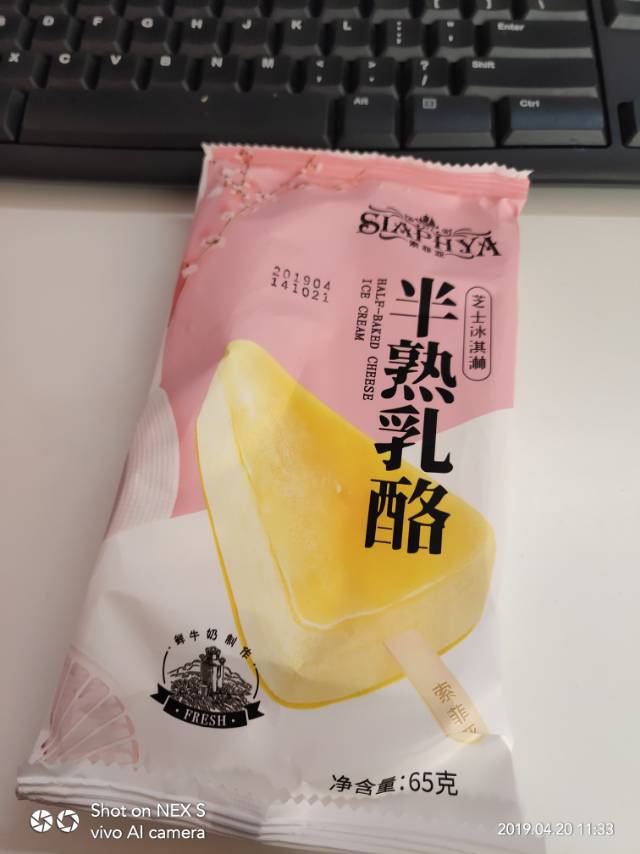 Enter
Shift
Z X C V B N M
Alt
Ctrl
SIAPHYA
索菲亚
201904
141021
芝士冰淇淋
半熟乳酪
HALF-BAKED CHEESE
ICE CREAM
鲜牛奶制作
FRESH
索菲
净含量:65克
Shot on NEX S
vivo AI camera
2019.04.20 11:33